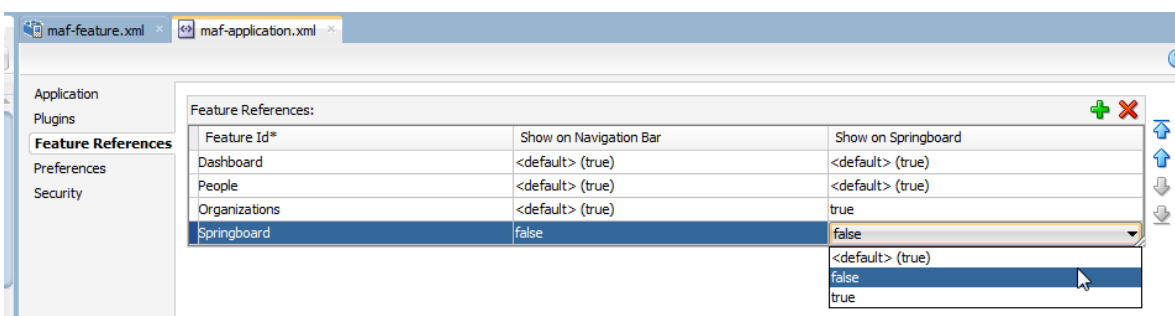 maf-feature.xml × maf-application.xml ×
Application
Plugins
Feature References
Preferences
Security
Feature References:
Feature Id* Show on Navigation Bar Show on Springboard
Dashboard <default> (true) <default> (true)
People <default> (true) <default> (true)
Organizations <default> (true) true
Springboard false false
<default> (true)
false
true